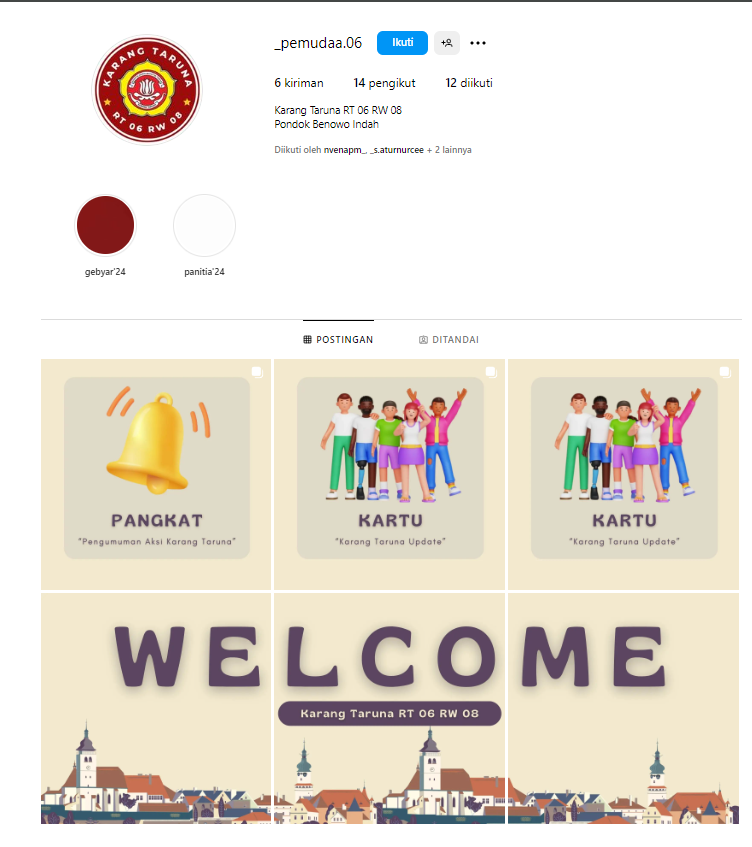 KARANG TARUNA
RT 06 RW 08
_pemudaa.06
Ikuti
6 kiriman
14 pengikut
12 diikuti
Karang Taruna RT 06 RW 08
Pondok Benowo Indah
Diikuti oleh nvenapm_, _s.aturnurcee + 2 lainnya
gebyar'24
panitia'24
POSTINGAN
DITANDAI
PANGKAT
"Pengumuman Aksi Karang Taruna"
KARTU
"Karang Taruna Update"
KARTU
"Karang Taruna Update"
WELCOME
Karang Taruna RT 06 RW 08